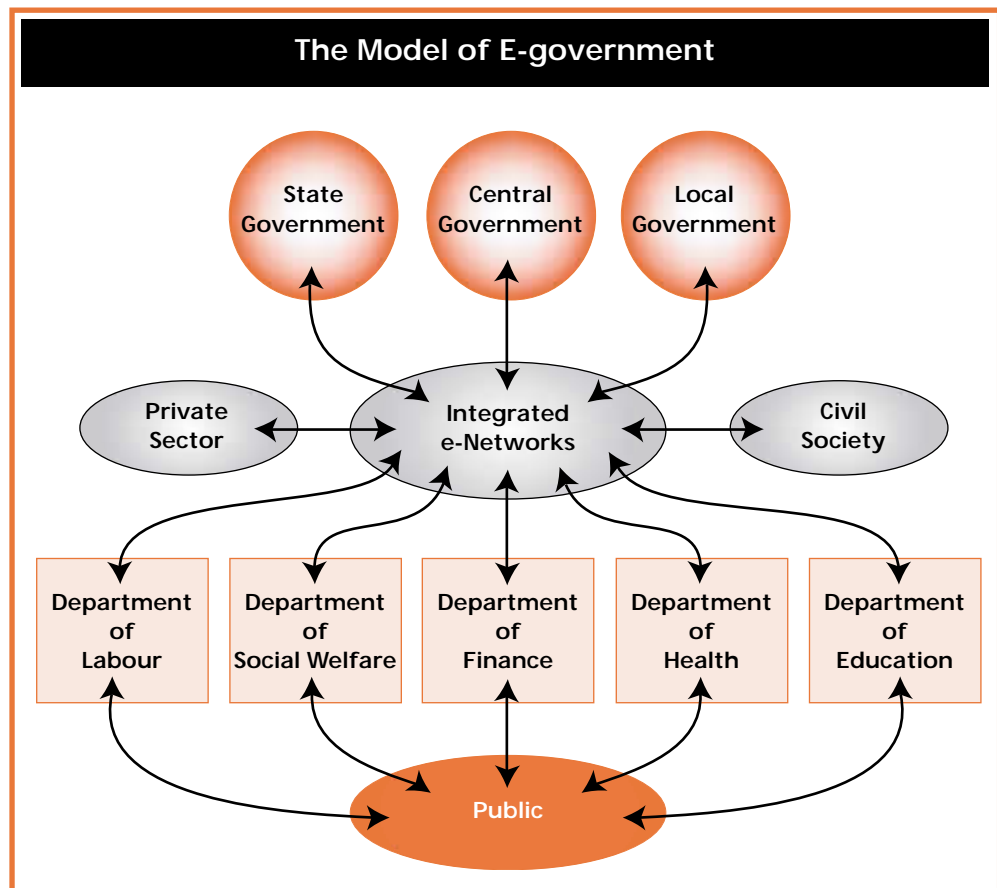 The Model of E-government
State
Government
Central
Government
Local
Government
Private
Sector
Integrated
e-Networks
Civil
Society
Department
of
Labour
Department
of
Social Welfare
Department
of
Finance
Department
of
Health
Department
of
Education
Public